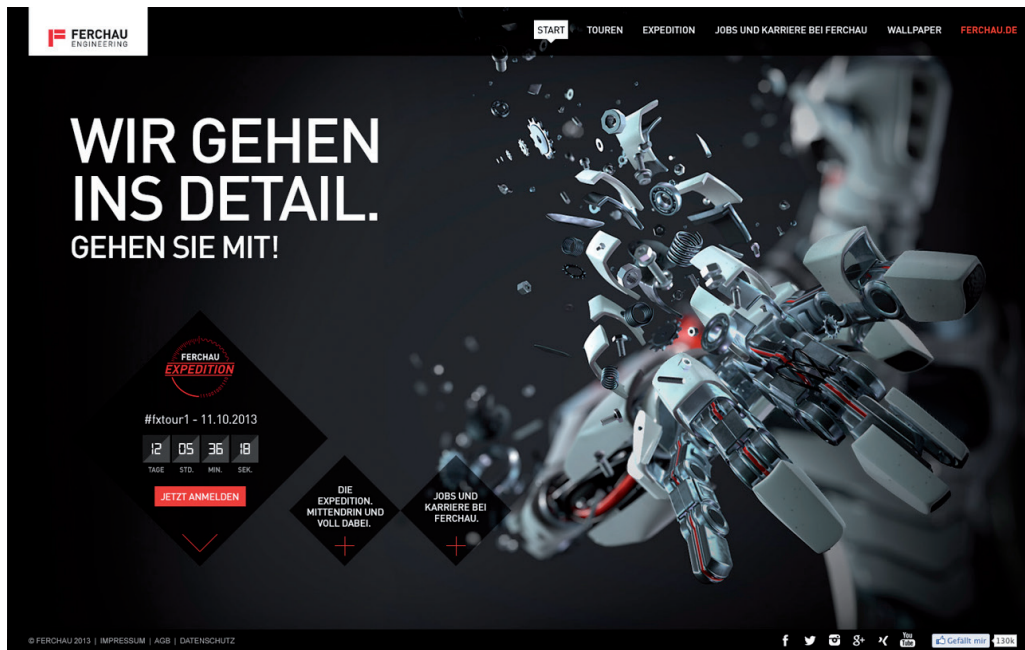 FERCHAU
ENGINEERING
START TOUREN EXPEDITION JOBS UND KARRIERE BEI FERCHAU WALLPAPER FERCHAU.DE
WIR GEHEN
INS DETAIL.
GEHEN SIE MIT!
FERCHAU
EXPEDITION
#fxtour1 - 11.10.2013
12 05 36 18
TAGE STD. MIN. SEK.
JETZT ANMELDEN
DIE
EXPEDITION.
MITTENDRIN UND
VOLL DABEI.
JOBS UND
KARRIERE BEI
FERCHAU.
© FERCHAU 2013 | IMPRESSUM | AGB | DATENSCHUTZ
You
Tube
Gefällt mir 130k